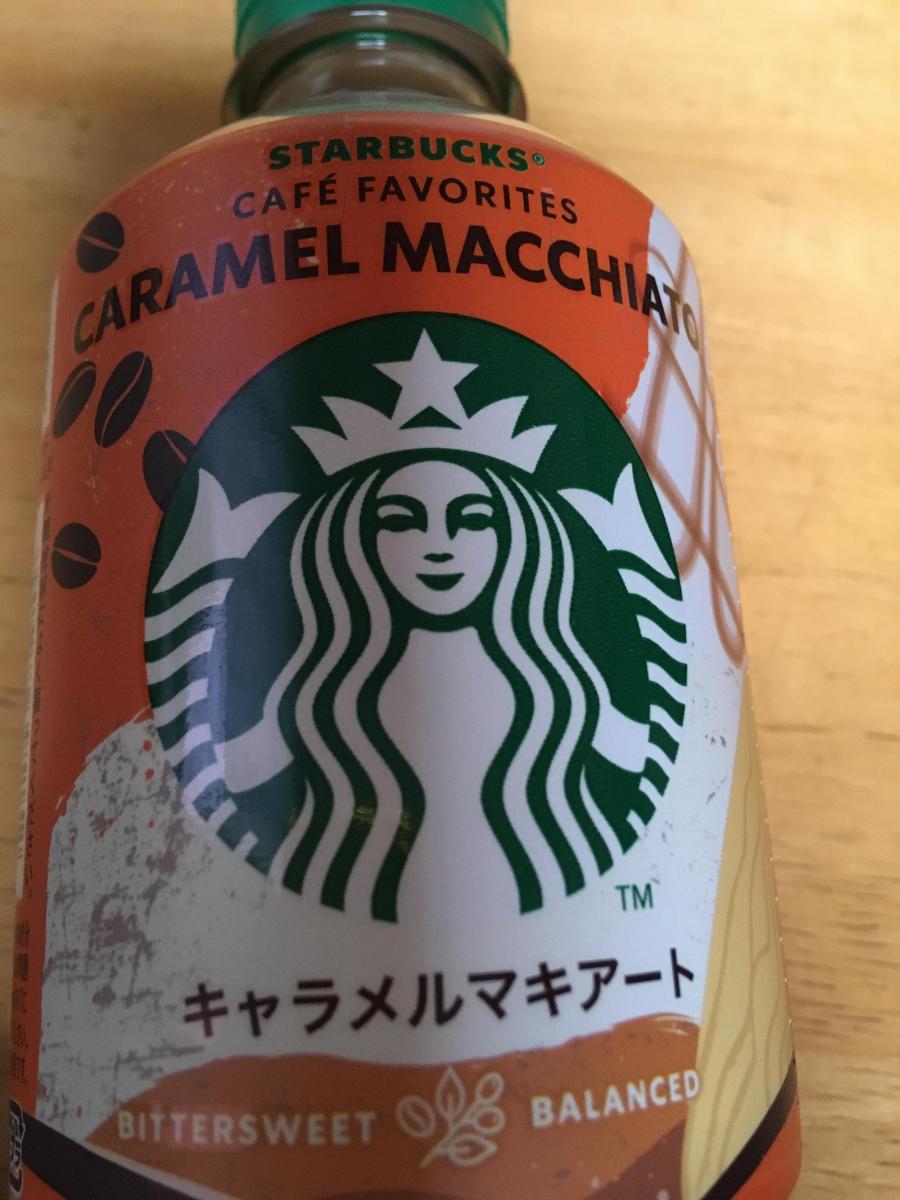 STARBUCKS®
CAFÉ FAVORITES
CARAMEL MACCHIATO
TM
キャラメルマキアート
BITTERSWEET BALANCED